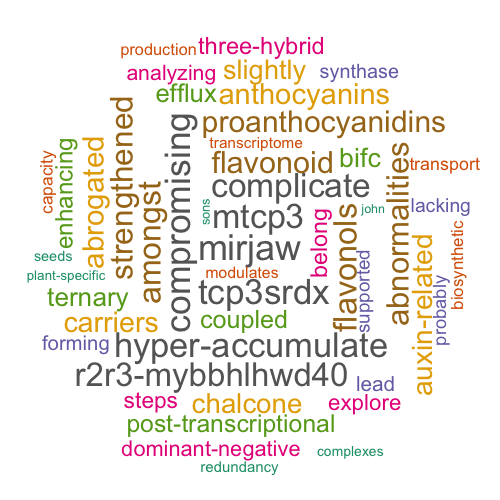 production three-hybrid
analyzing slightly synthase
efflux anthocyanins
proanthocyanidins
transcriptome
flavonoid bifc
transport
complicate
capacity
enhancing
abrogated
strengthened
amongst
compromising
sons
john
lacking
mtcp3
abnormalities
belong
flavonols
supported
auxin-related
probably
biosynthetic
mirjaw
seeds
modulates
plant-specific
tcp3srdx
ternary
carriers coupled
forming hyper-accumulate
r2r3-mybbhlhwd40 lead
steps chalcone explore
post-transcriptional
dominant-negative complexes
redundancy